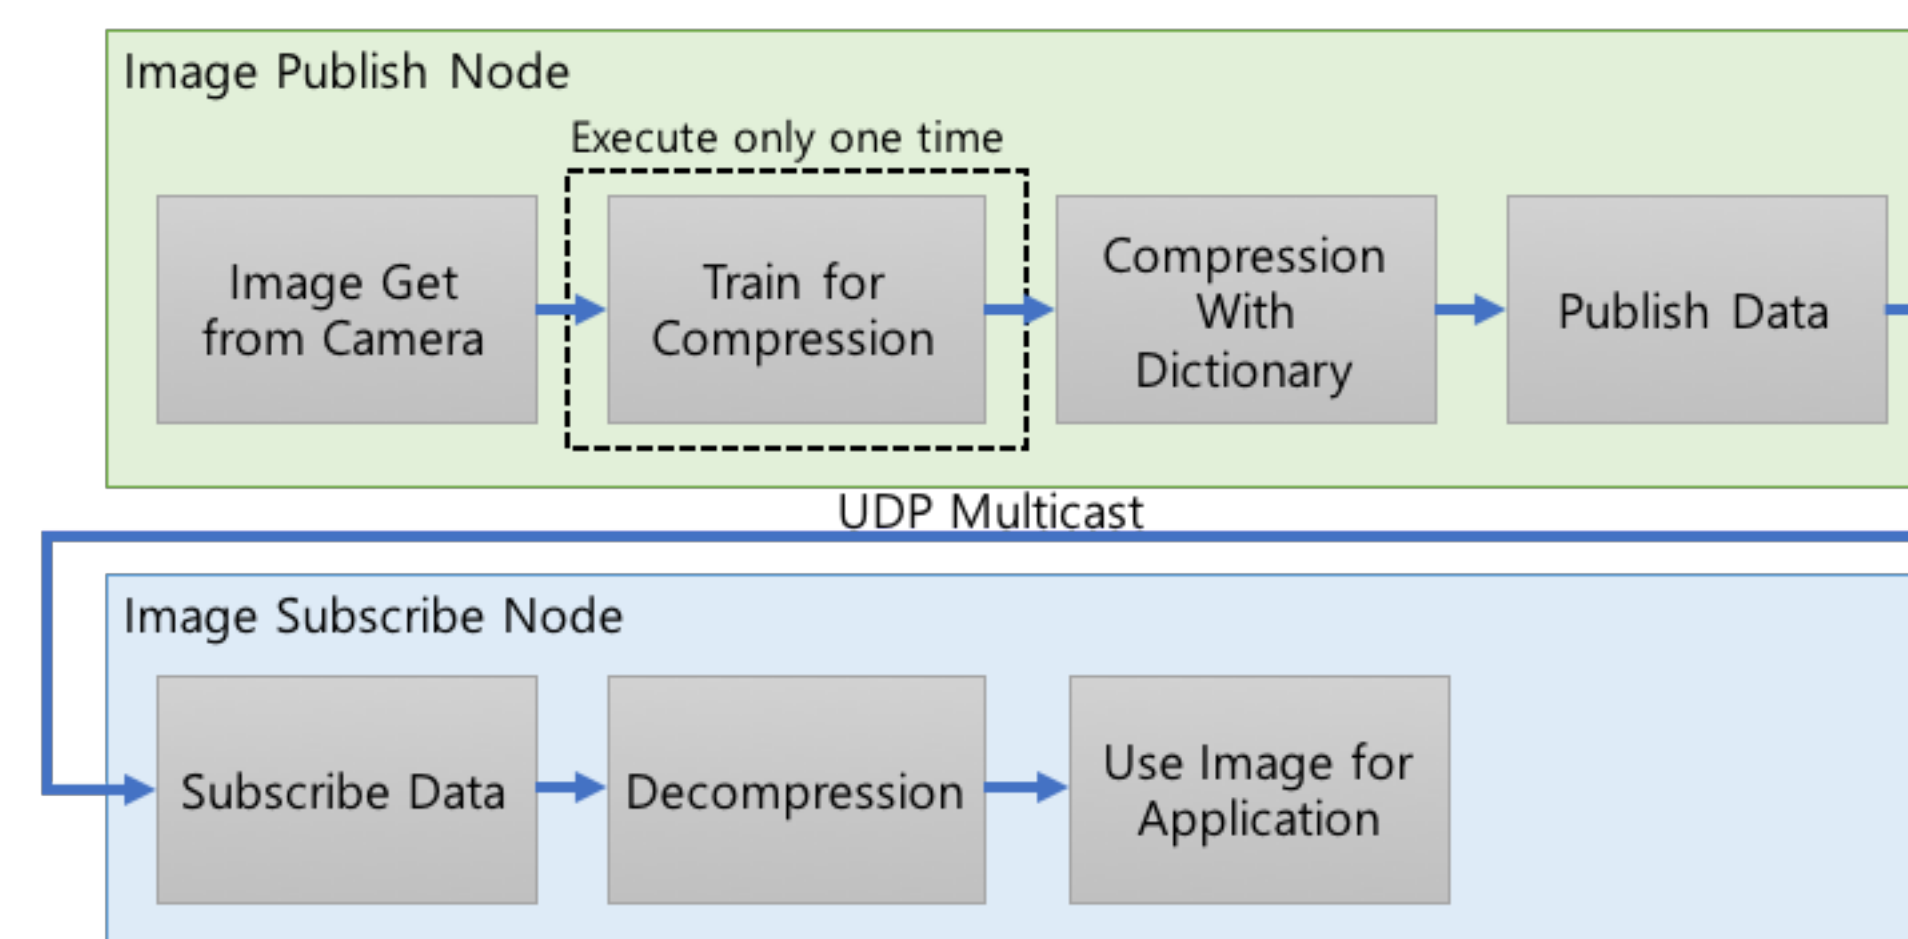 Image Publish Node
Execute only one time
Image Get
from Camera
Train for
Compression
Compression
With
Dictionary
Publish Data
UDP Multicast
Image Subscribe Node
Subscribe Data
Decompression
Use Image for
Application